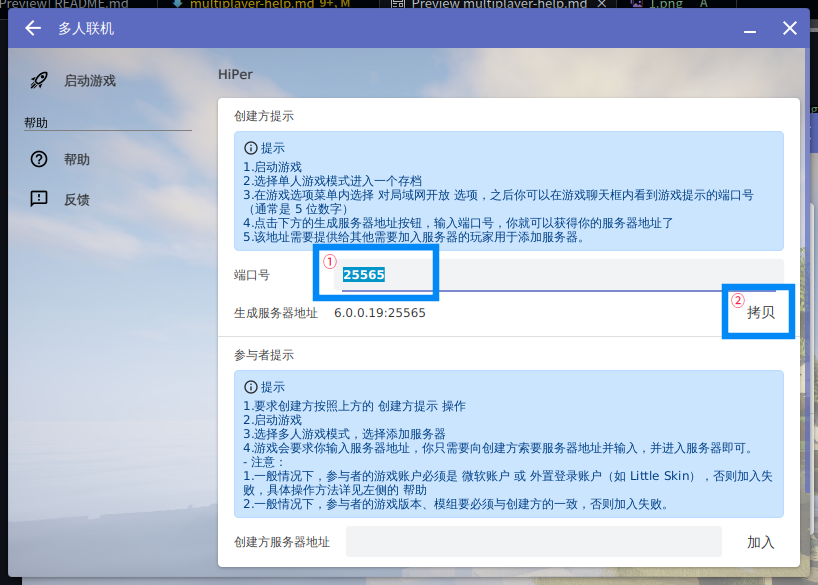 Preview] README.md
multiplayer-help.md 9+, M
Preview multiplayer-help.md
1.png
A
多人联机
启动游戏
帮助
帮助
反馈
HiPer
创建方提示
提示
1.启动游戏
2.选择单人游戏模式进入一个存档
3.在游戏选项菜单内选择 对局域网开放 选项，之后你可以在游戏聊天框内看到游戏提示的端口号
（通常是 5 位数字）
4.点击下方的生成服务器地址按钮，输入端口号，你就可以获得你的服务器地址了
5.该地址需要提供给其他需要加入服务器的玩家用于添加服务器。
端口号
① 25565
生成服务器地址 6.0.0.19:25565
② 拷贝
参与者提示
提示
1.要求创建方按照上方的 创建方提示 操作
2.启动游戏
3.选择多人游戏模式，选择添加服务器
4.游戏会要求你输入服务器地址，你只需要向创建方索要服务器地址并输入，并进入服务器即可。
- 注意：
1.一般情况下，参与者的游戏账户必须是 微软账户 或 外置登录账户（如 Little Skin），否则加入失
败，具体操作方法详见左侧的 帮助
2.一般情况下，参与者的游戏版本、模组要必须与创建方的一致，否则加入失败。
创建方服务器地址
加入